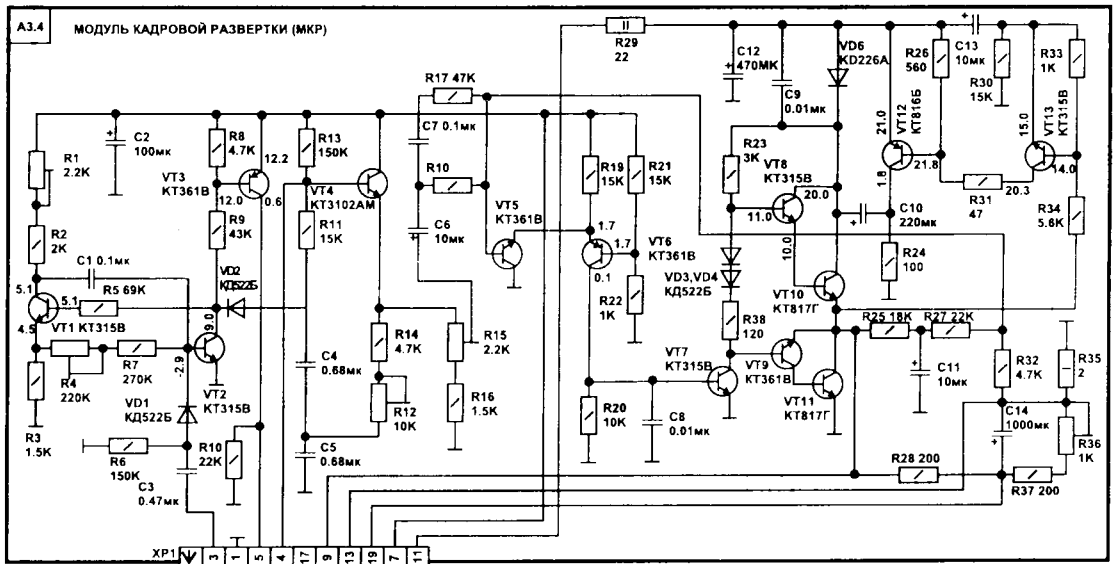 А3.4
МОДУЛЬ КАДРОВОЙ РАЗВЕРТКИ (МКР)
R1
2.2K
R2
2K
C1 0.1мк
R5 69K
5.1
5.1
4.5
VT1 КТ315В
R4
220K
R7
270K
R3
1.5K
C2
100мк
VT3
КТ361В
R8
4.7K
12.2
12.0
0.6
R9
43K
VD2
КД522Б
9.0
-2.9
VT2
КТ315В
VD1
КД522Б
R6
150K
C3
0.47мк
R10
22K
R13
150K
VT4
КТ3102АМ
R11
15K
C4
0.68мк
C5
0.68мк
R14
4.7K
R12
10K
R15
2.2K
R16
1.5K
R17 47K
C7 0.1мк
R10
C6
10мк
VT5
КТ361В
R19
15K
R21
15K
1.7
1.7
0.1
VT6
КТ361В
R22
1K
R20
10K
C8
0.01мк
R29
22
C12
470МК
C9
0.01мк
VD6
KD226A
R23
3K
VT8
КТ315В
20.0
11.0
10.0
VD3,VD4
КД522Б
R38
120
VT7
КТ315В
VT9
КТ361В
VT10
КТ817Г
VT11
КТ817Г
C10
220мк
R24
100
21.0
VT12
КТ816Б
1.8
21.8
R26
560
C13
10мк
R30
15K
R33
1K
15.0
VT13
КТ315В
14.0
20.3
R31
47
R34
5.6K
R25 18K
R27 22K
C11
10мк
R32
4.7K
R35
2
C14
1000мк
R36
1K
R28 200
R37 200
XP1
3
1
5
4
17
9
13
19
7
11